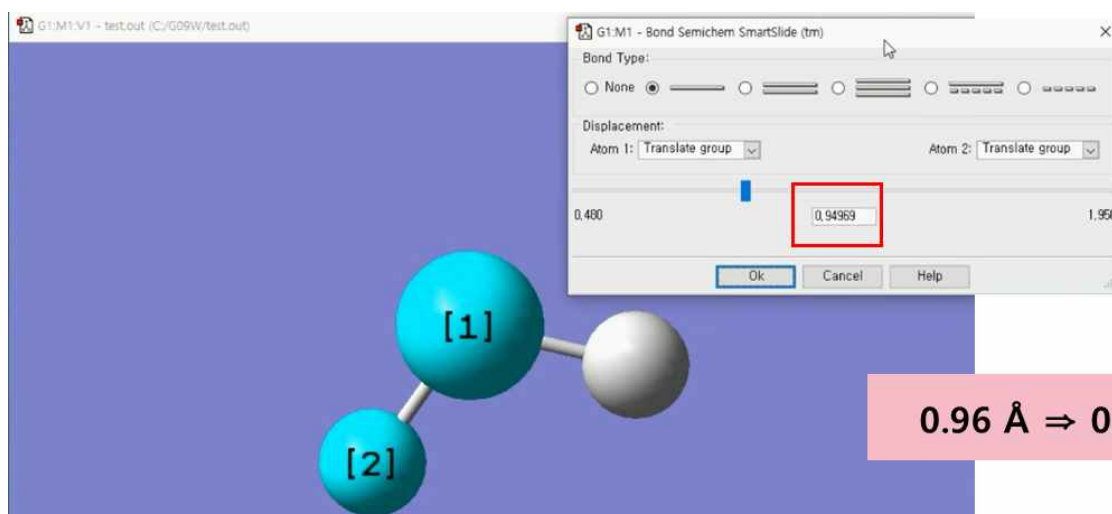 G1:M1:V1 - test.out (C:/G09W/test.out)
G1:M1 - Bond Semichem SmartSlide (tm)
Bond Type:
None
Displacement:
Atom 1: Translate group
Atom 2: Translate group
0,480
0,94969
1,95
Ok
Cancel
Help
[1]
[2]
0.96 Å ⇒ 0